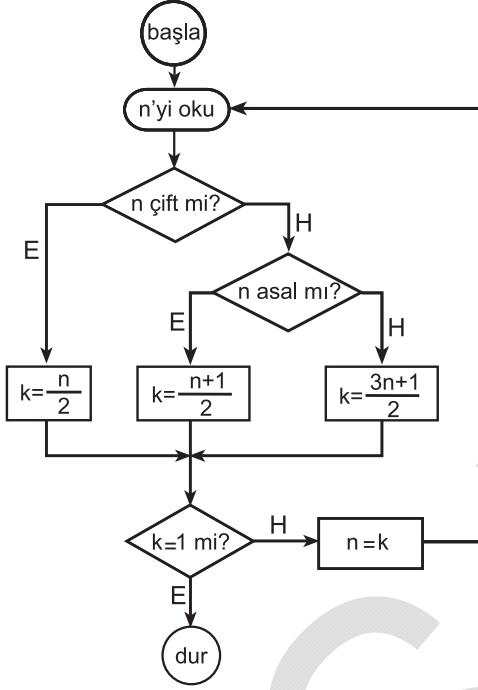 başla
n'yi oku
n çift mi?
E
H
n asal mı?
E
H
k=n/2
k=n+1/2
k=3n+1/2
k=1 mi?
H
n=k
E
dur